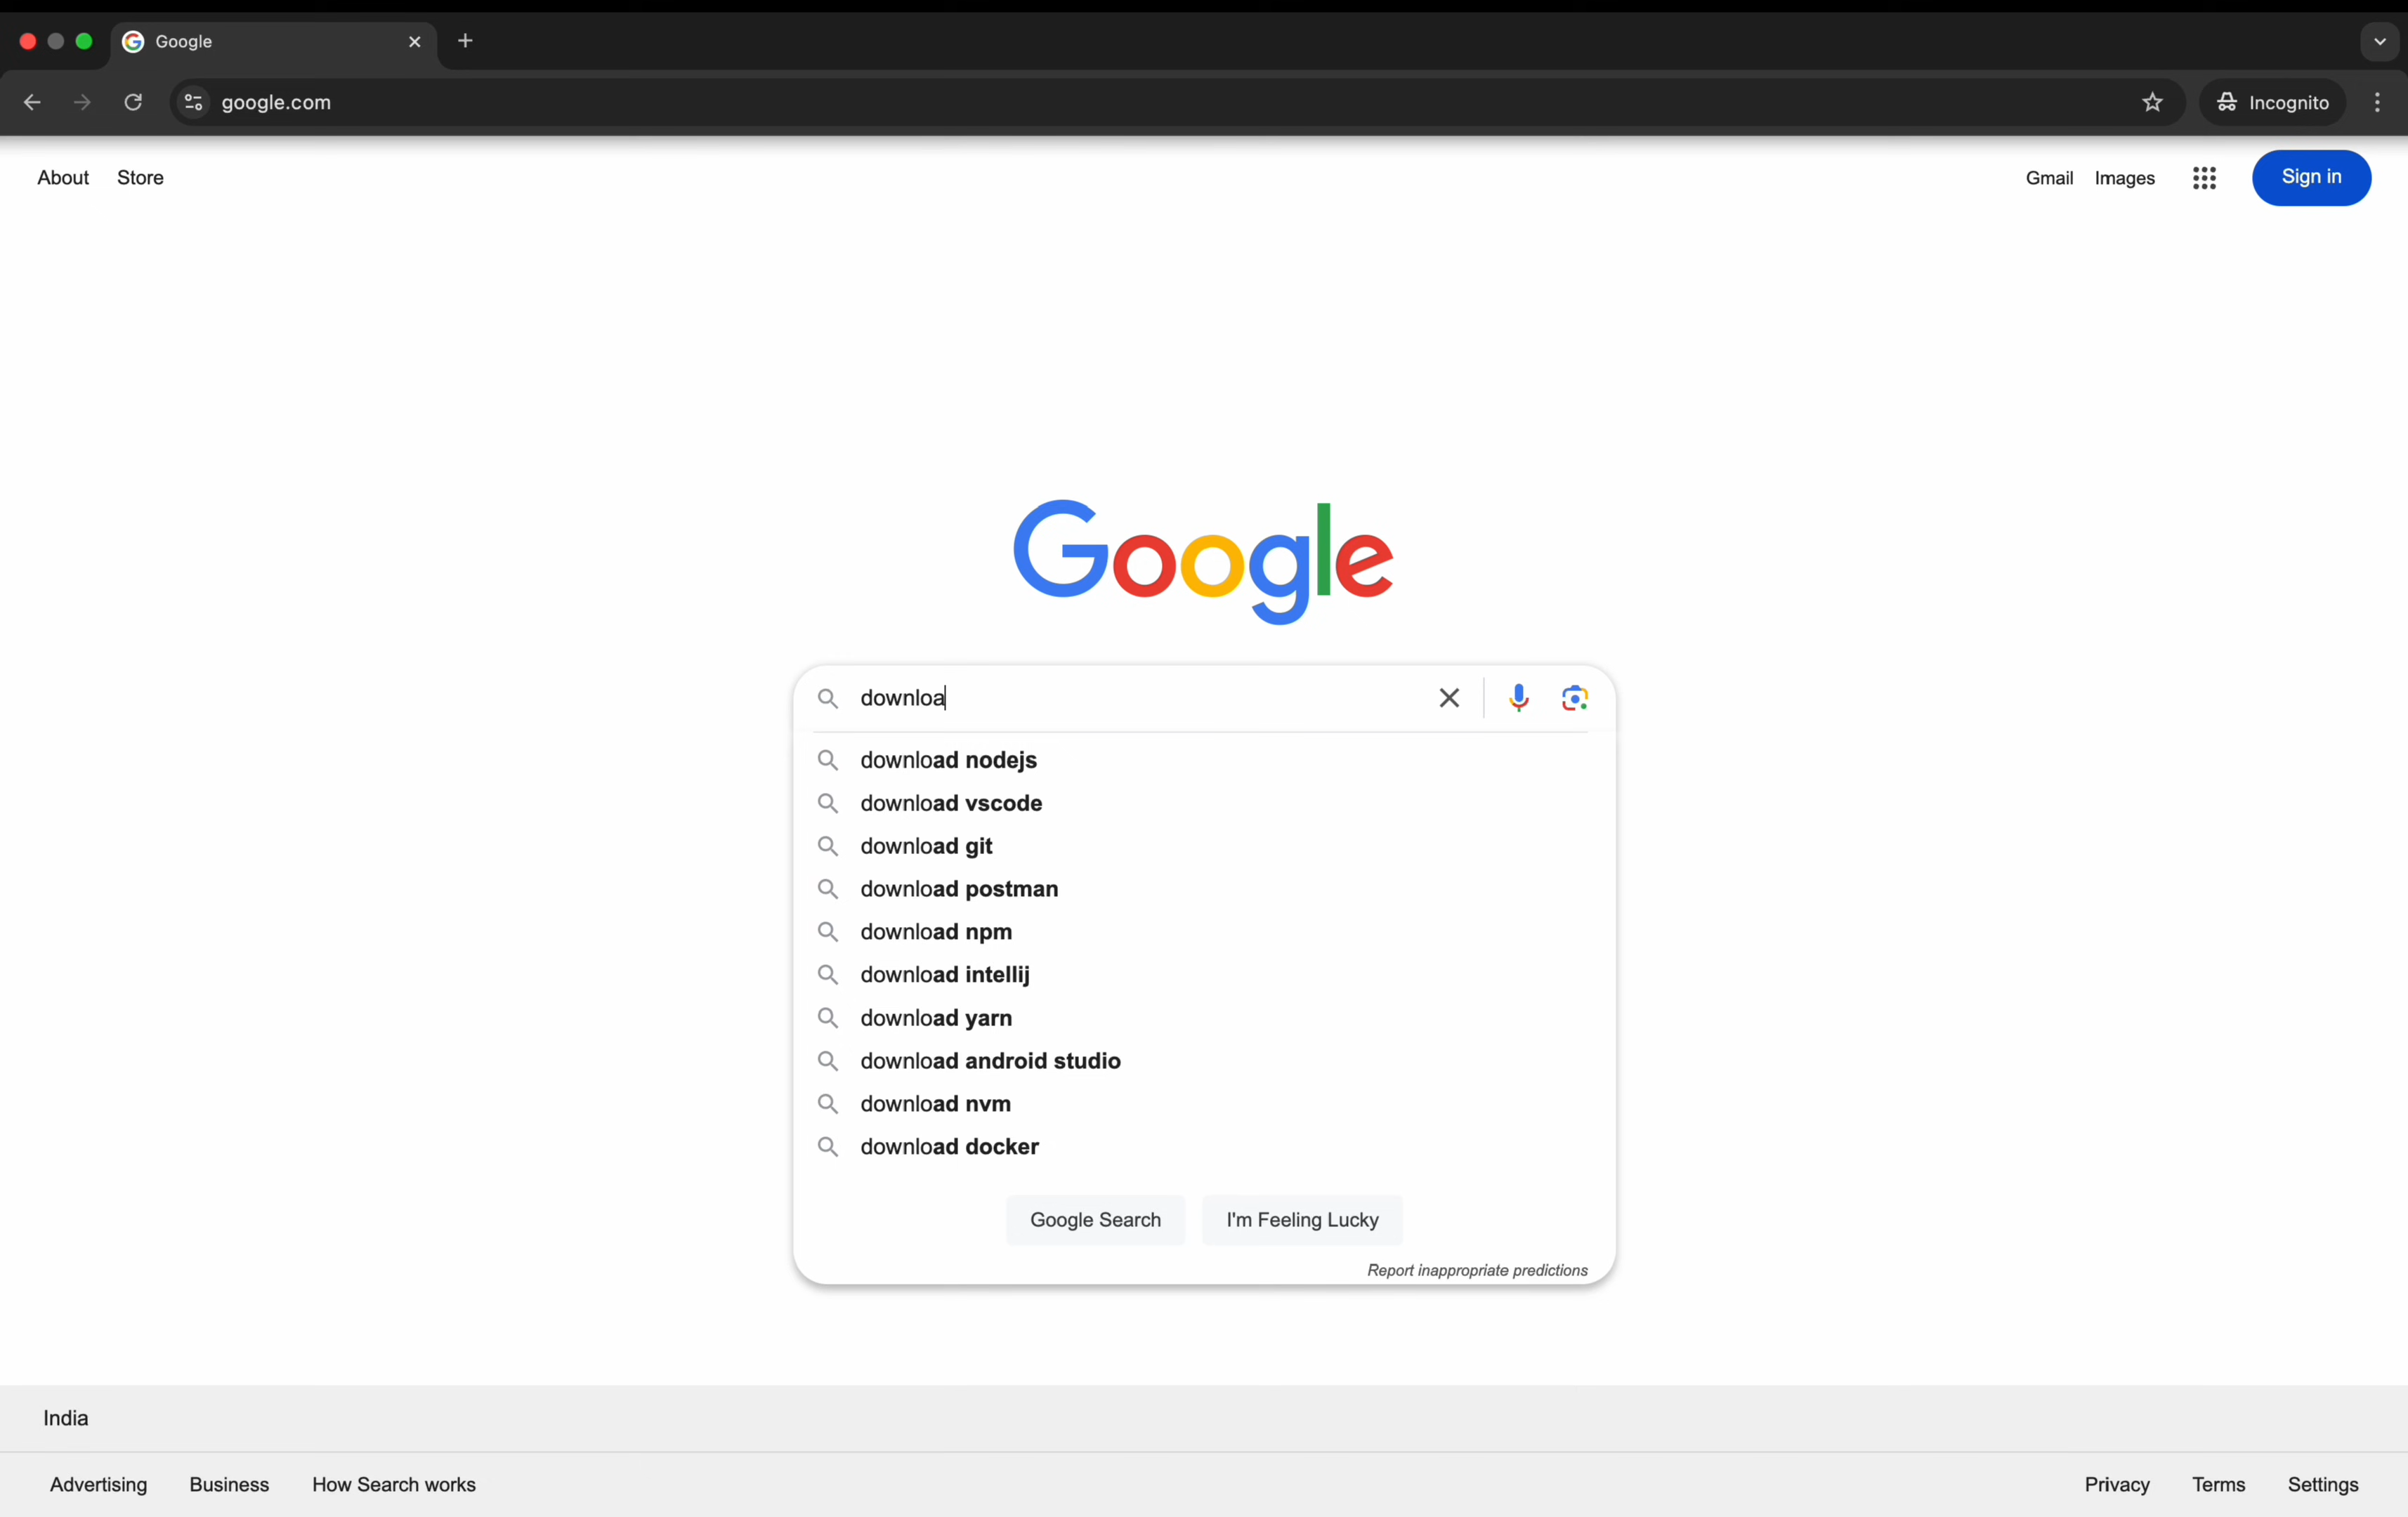 Google
google.com
Incognito
About Store
Gmail Images Sign in
Google
downloa
download nodejs
download vscode
download git
download postman
download npm
download intellij
download yarn
download android studio
download nvm
download docker
Google Search I'm Feeling Lucky
Report inappropriate predictions
India
Advertising Business How Search works
Privacy Terms Settings